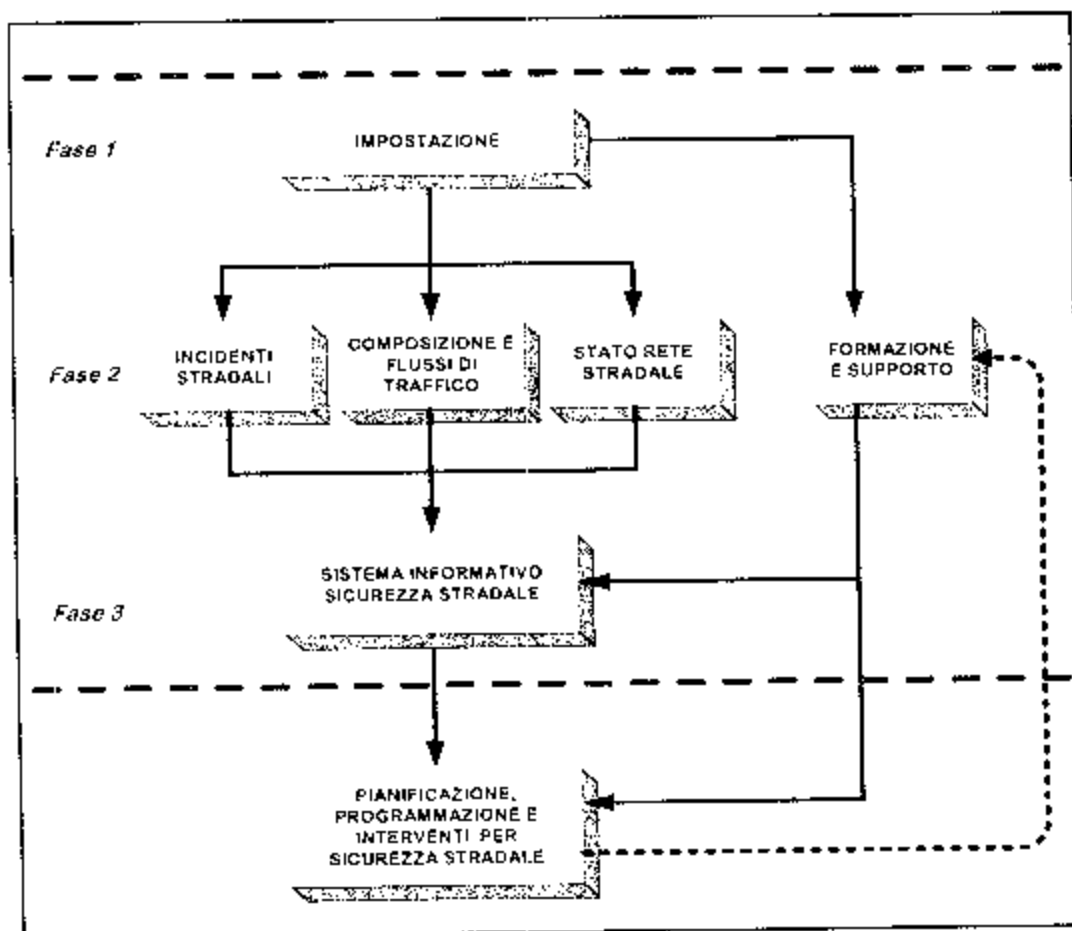 Fase 1
IMPOSTAZIONE
Fase 2
INCIDENTI
STRADALI
COMPOSIZIONE E
FLUSSI DI
TRAFFICO
STATO RETE
STRADALE
FORMAZIONE
E SUPPORTO
SISTEMA INFORMATIVO
SICUREZZA STRADALE
Fase 3
PIANIFICAZIONE,
PROGRAMMAZIONE E
INTERVENTI PER
SICUREZZA STRADALE